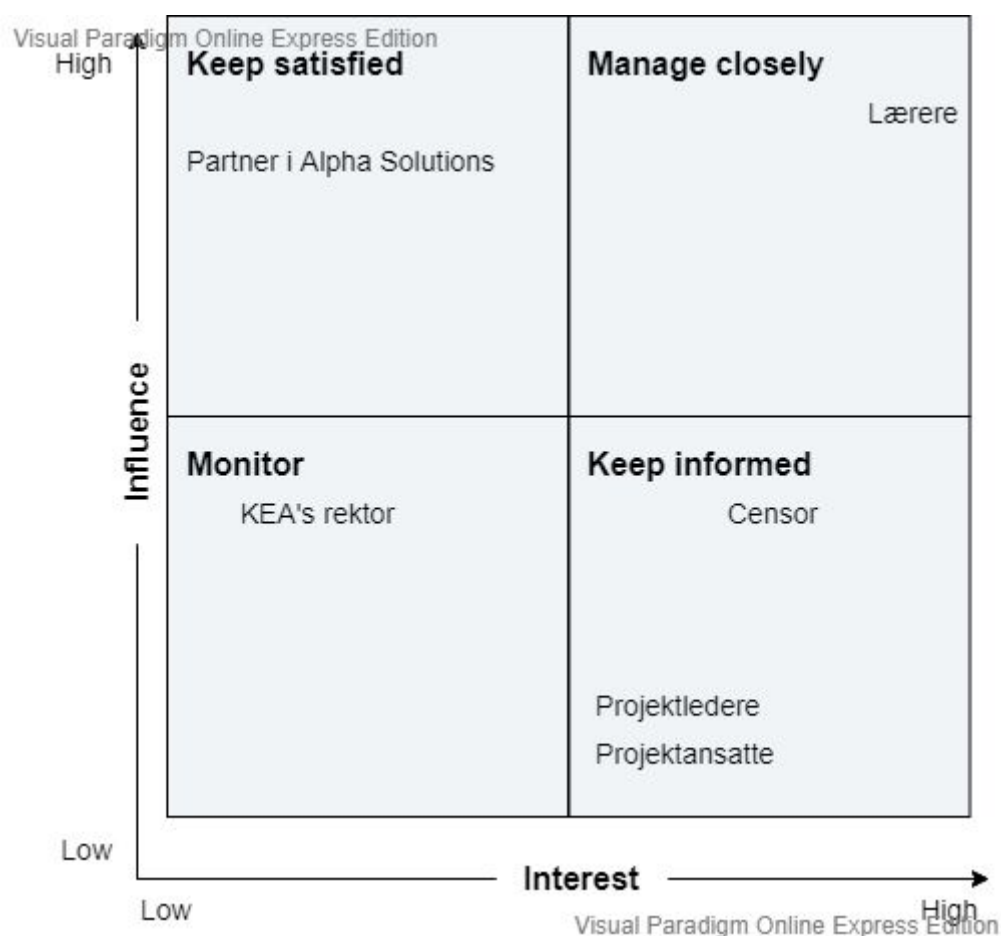 Visual Paradigm Online Express Edition
High
Keep satisfied
Manage closely
Lærere
Partner i Alpha Solutions
Influence
Monitor
Keep informed
KEA's rektor
Censor
Projektledere
Projektansatte
Low
Interest
Low
High
Visual Paradigm Online Express Edition